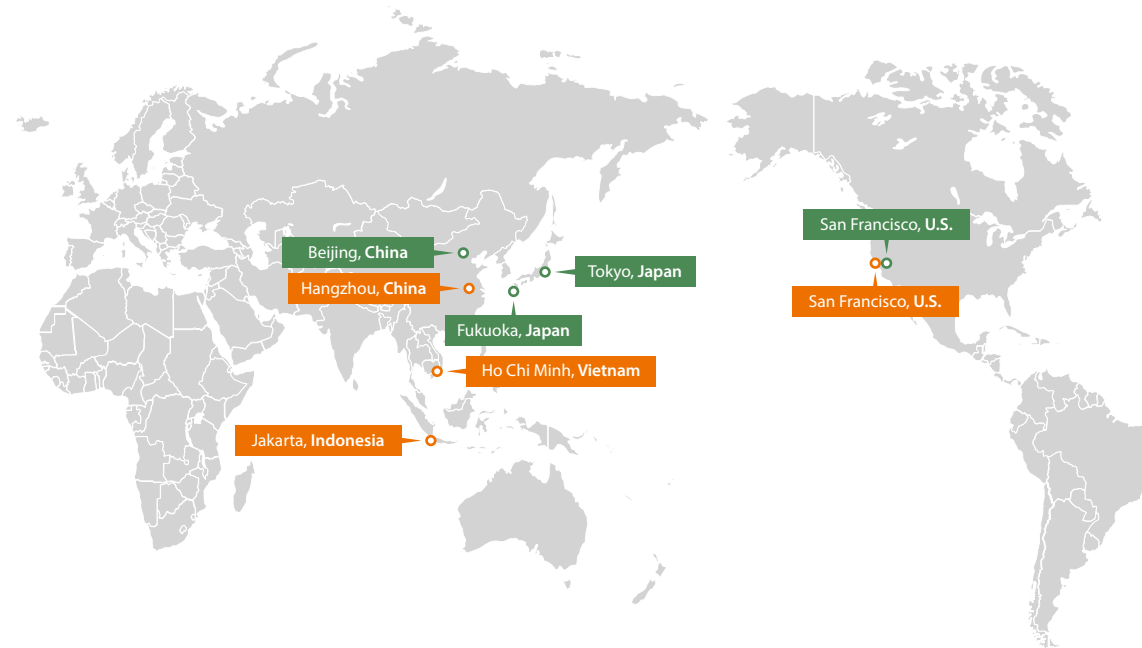 San Francisco, U.S.
Beijing, China
Tokyo, Japan
Hangzhou, China
San Francisco, U.S.
Fukuoka, Japan
Ho Chi Minh, Vietnam
Jakarta, Indonesia